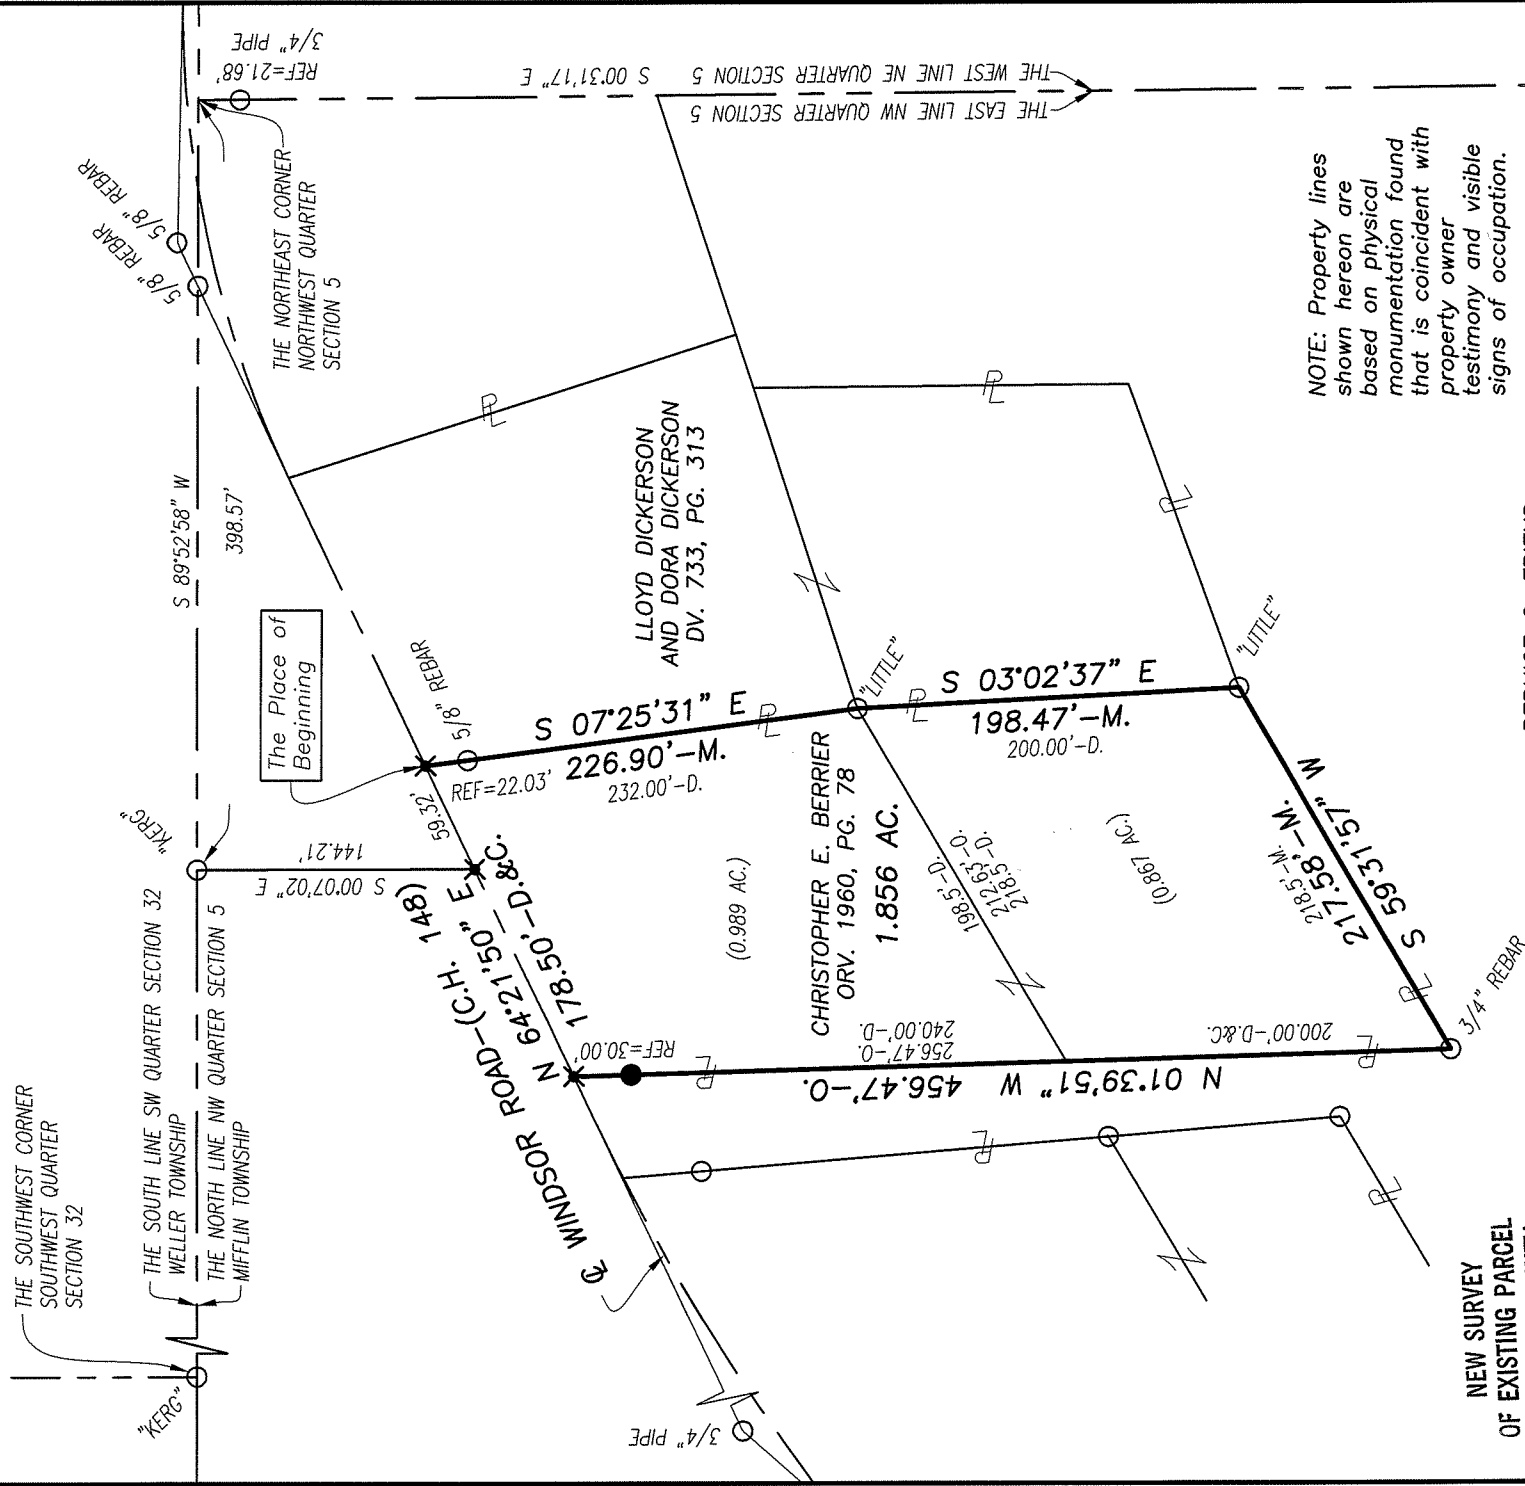 THE SOUTHWEST CORNER
SOUTHWEST QUARTER
SECTION 32
"KERG"
THE SOUTH LINE SW QUARTER SECTION 32
WELLER TOWNSHIP
THE NORTH LINE NW QUARTER SECTION 5
MIFFLIN TOWNSHIP
"KERG"
S 00°07'02" E
144.21'
The Place of
Beginning
S 89°52'58" W
398.57'
5/8" REBAR
5/8" REBAR
REF=21.68'
3/4" PIPE
THE NORTHEAST CORNER
NORTHWEST QUARTER
SECTION 5
S 00°31'17" E
THE WEST LINE NE QUARTER SECTION 5
THE EAST LINE NW QUARTER SECTION 5
PL
LLOYD DICKERSON
AND DORA DICKERSON
DV. 733, PG. 313
PL
PL
5/8" REBAR
59.32'
REF=22.03'
S 07°25'31" E
226.90'-M.
232.00'-D.
PL
"LITTLE"
PL
S 03°02'37" E
198.47'-M.
200.00'-D.
"LITTLE"
℄ WINDSOR ROAD-(C.H. 148)
N 64°21'50" E
178.50'-D.&C.
(0.989 AC.)
CHRISTOPHER E. BERRIER
ORV. 1960, PG. 78
1.856 AC.
198.5'-D.
212.63'-O.
218.5'-D.
(0.867 AC.)
218.5'-M.
217.58'-M.
S 59°31'57" W
PL
3/4" REBAR
REF=30.00'
PL
256.47'-O.
240.00'-D.
200.00'-D.&C.
PL
N 01°39'51" W
456.47'-O.
PL
PL
3/4" PIPE
NOTE: Property lines
shown hereon are
based on physical
monumentation found
that is coincident with
property owner
testimony and visible
signs of occupation.
NEW SURVEY
OF EXISTING PARCEL